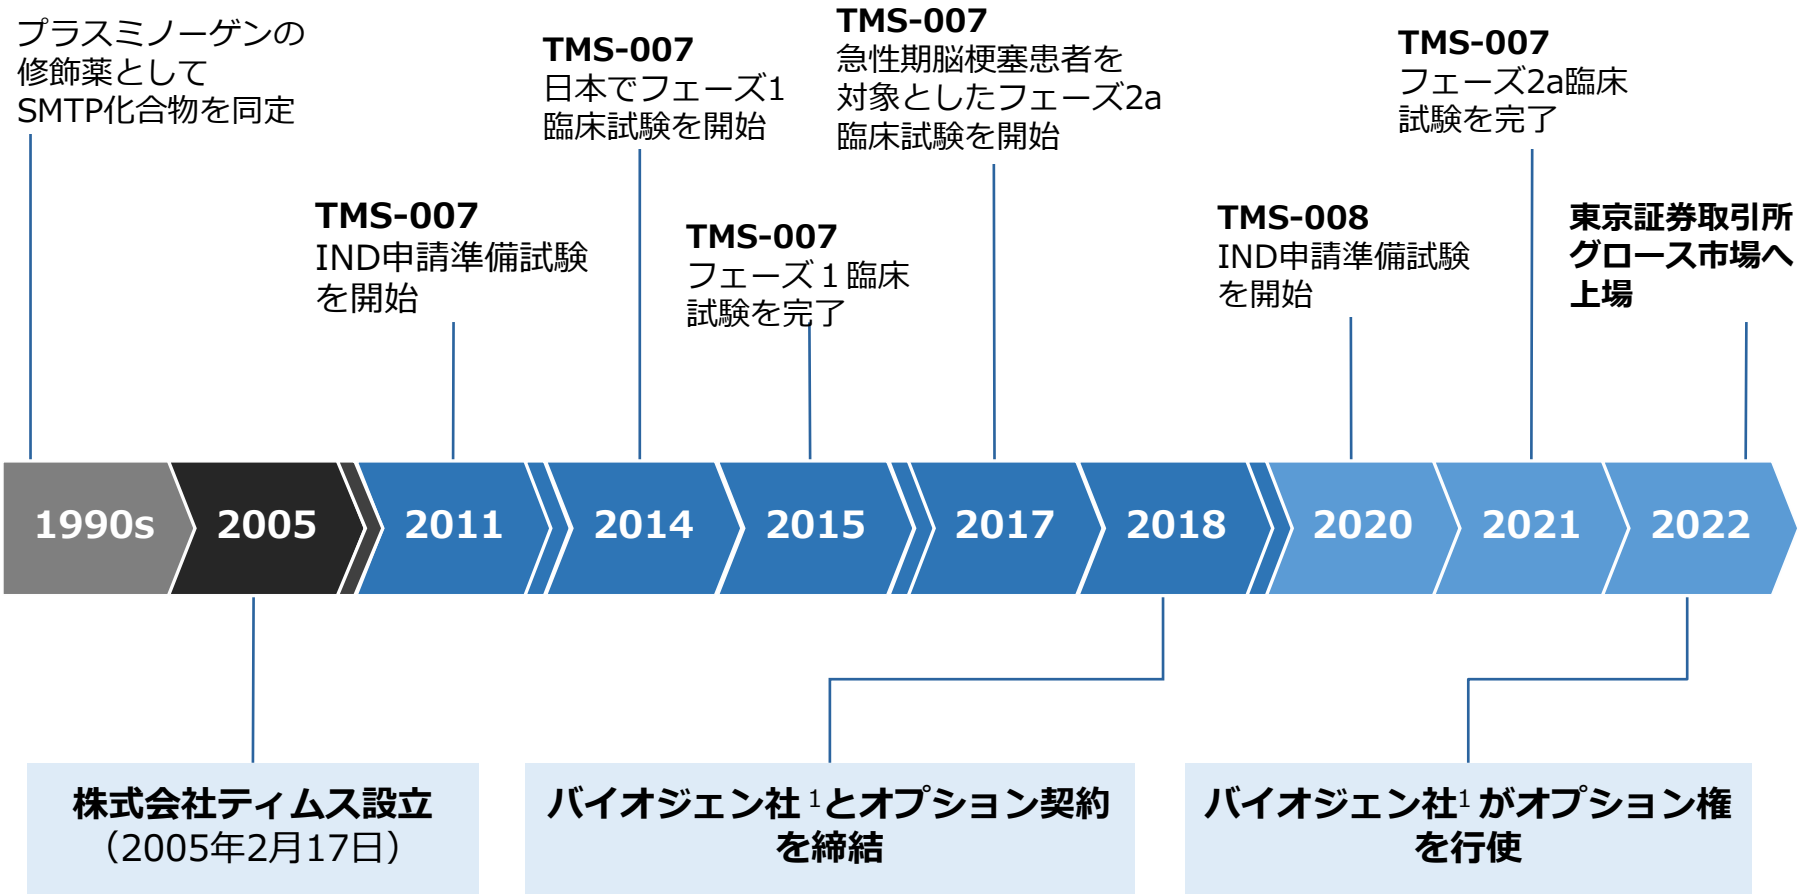 プラスミノーゲンの
修飾薬として
SMTP化合物を同定
TMS-007
IND申請準備試験
を開始
TMS-007
日本でフェーズ1
臨床試験を開始
TMS-007
フェーズ１臨床
試験を完了
TMS-007
急性期脳梗塞患者を
対象としたフェーズ2a
臨床試験を開始
TMS-008
IND申請準備試験
を開始
TMS-007
フェーズ2a臨床
試験を完了
東京証券取引所
グロース市場へ
上場
1990s 2005 2011 2014 2015 2017 2018 2020 2021 2022
株式会社ティムス設立
（2005年2月17日）
バイオジェン社1とオプション契約
を締結
バイオジェン社1がオプション権
を行使